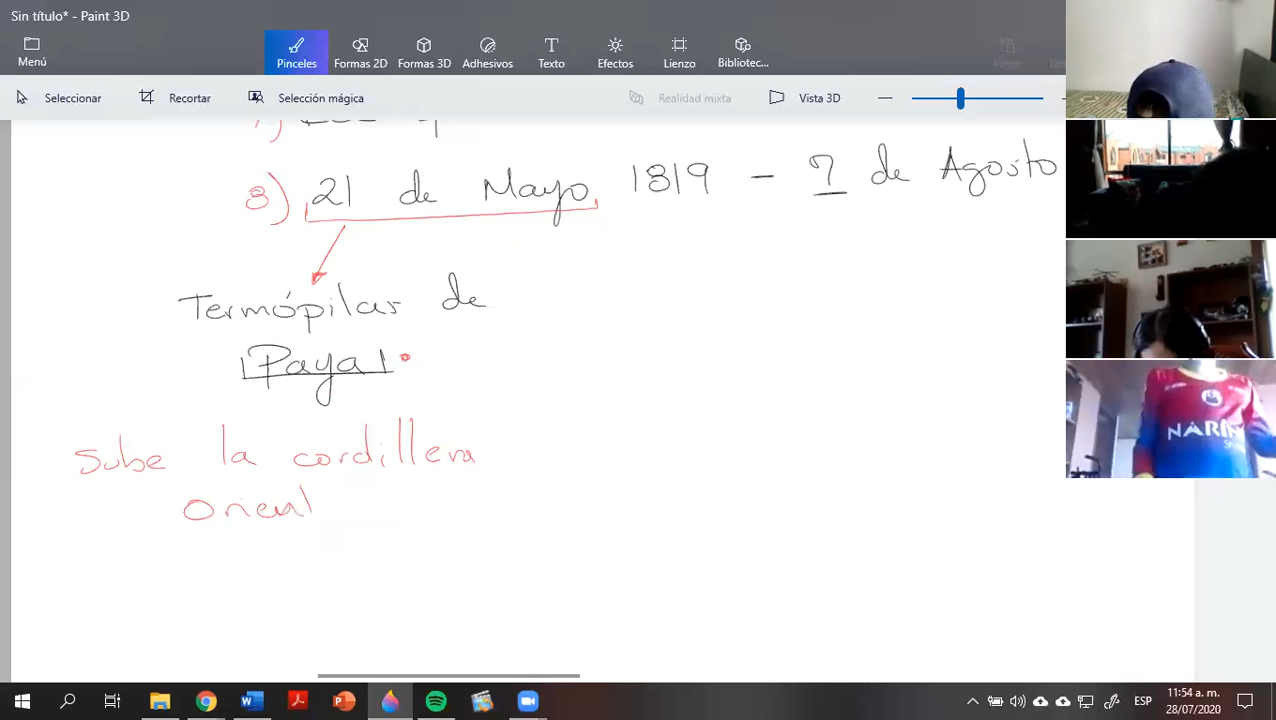 Sin título* - Paint 3D
Menú
Pinceles
Formas 2D
Formas 3D
Adhesivos
Texto
Efectos
Lienzo
Bibliotec...
Seleccionar
Recortar
Selección mágica
Realidad mixta
Vista 3D
8) 21 de Mayo 1819 - 7 de Agosto
Termópilas de
Paya
Sube la cordillera
Oriental
NARIÑ
ESP
11:54 a. m.
28/07/2020